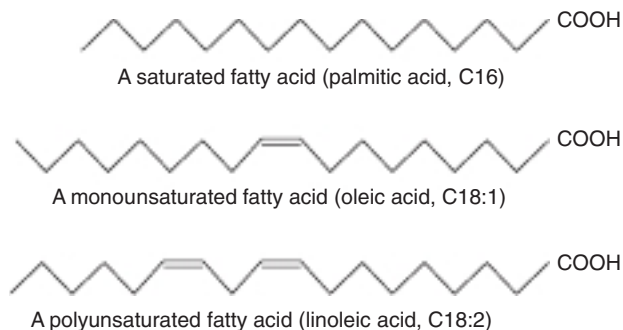 COOH
A saturated fatty acid (palmitic acid, C16)
COOH
A monounsaturated fatty acid (oleic acid, C18:1)
COOH
A polyunsaturated fatty acid (linoleic acid, C18:2)